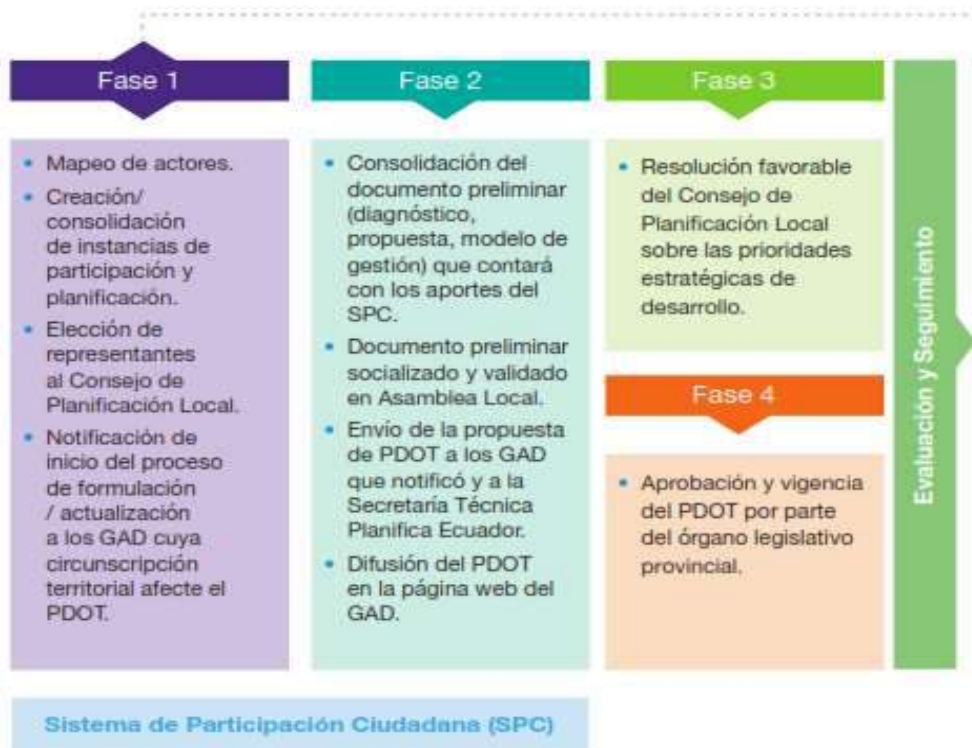 Fase 1
• Mapeo de actores.
• Creación/
consolidación
de instancias de
participación y
planificación.
• Elección de
representantes
al Consejo de
Planificación Local.
• Notificación de
inicio del proceso
de formulación
/ actualización
a los GAD cuya
circunscripción
territorial afecte el
PDOT.
Fase 2
• Consolidación del
documento preliminar
(diagnóstico,
propuesta, modelo de
gestión) que contará
con los aportes del
SPC.
• Documento preliminar
socializado y validado
en Asamblea Local.
• Envío de la propuesta
de PDOT a los GAD
que notificó y a la
Secretaría Técnica
Planifica Ecuador.
• Difusión del PDOT
en la página web del
GAD.
Fase 3
• Resolución favorable
del Consejo de
Planificación Local
sobre las prioridades
estratégicas de
desarrollo.
Fase 4
• Aprobación y vigencia
del PDOT por parte
del órgano legislativo
provincial.
Evaluación y Seguimiento
Sistema de Participación Ciudadana (SPC)